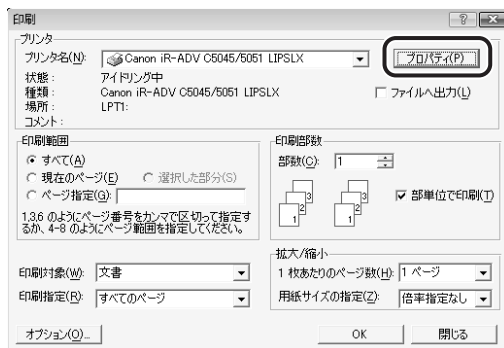 印刷
プリンタ
プリンタ名(N): Canon iR-ADV C5045/5051 LIPSLX プロパティ(P)
状態: アイドリング中
種類: Canon iR-ADV C5045/5051 LIPSLX ファイルへ出力(L)
場所: LPT1:
コメント:
印刷範囲
すべて(A)
現在のページ(E) 選択した部分(S)
ページ指定(G):
1,3,6 のようにページ番号をカンマで区切って指定す
るか、4-8 のようにページ範囲を指定してください。
印刷部数
部数(C): 1
1 2 3 1 2 3
部単位で印刷(T)
印刷対象(W): 文書
印刷指定(R): すべてのページ
拡大/縮小
1 枚あたりのページ数(H): 1 ページ
用紙サイズの指定(Z): 倍率指定なし
オプション(O)... OK 閉じる